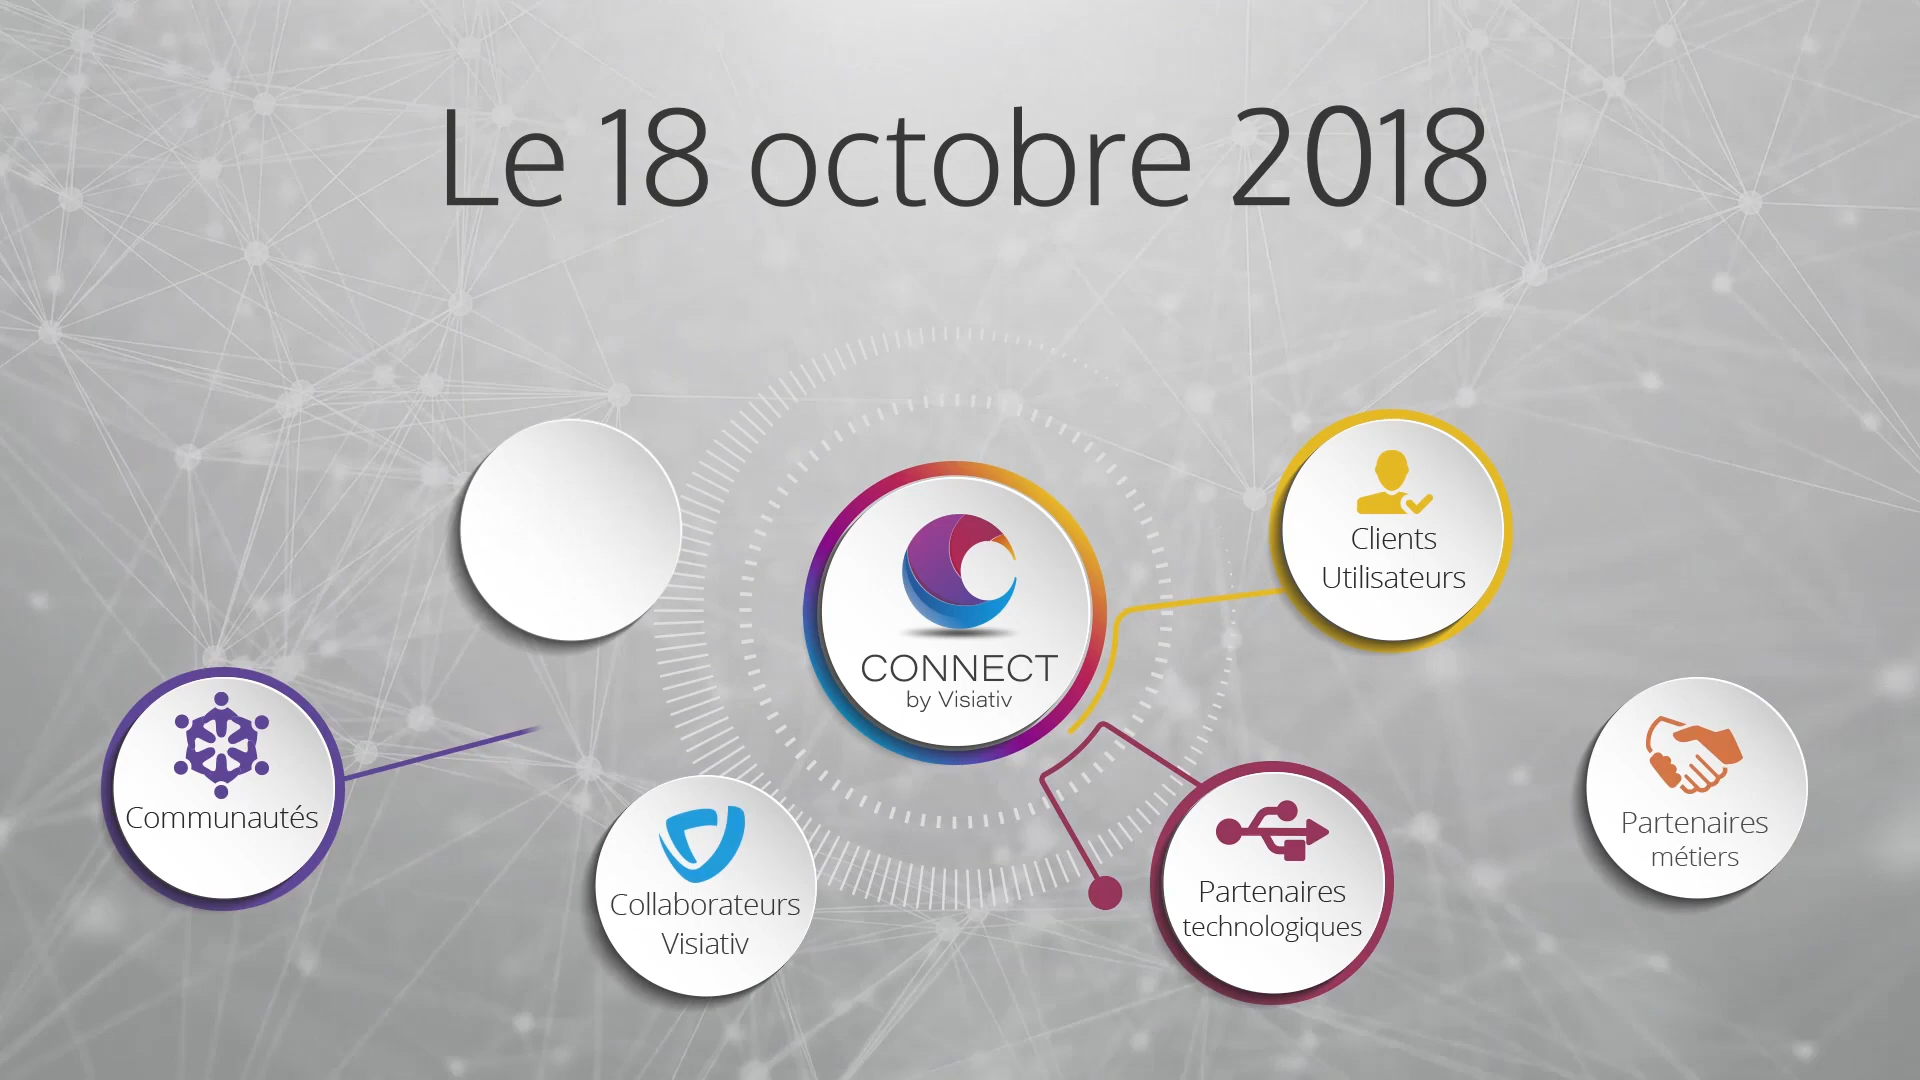 Le 18 octobre 2018
Clients
Utilisateurs
CONNECT
by Visiativ
Communautés
Partenaires
métiers
Collaborateurs
Visiativ
Partenaires
technologiques